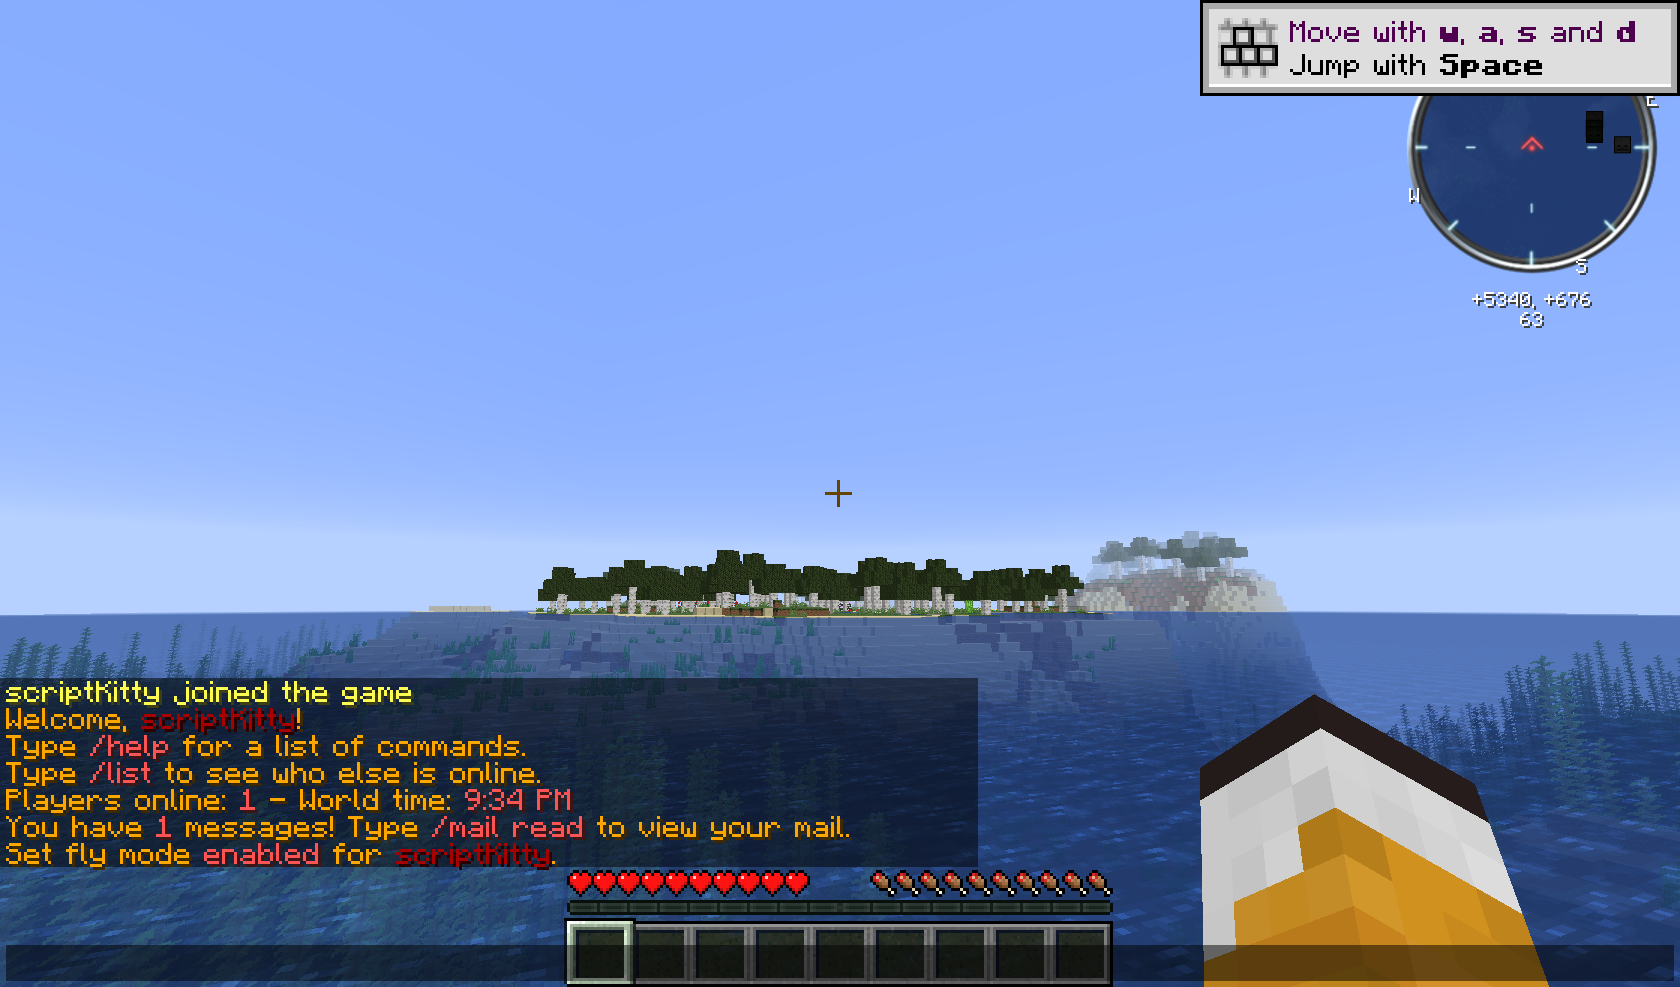 Move with w, a, s and d
Jump with Space
E
W
S
+5340, +676
63
scriptKitty joined the game
Welcome, scriptKitty!
Type /help for a list of commands.
Type /list to see who else is online.
Players online: 1 - World time: 9:34 PM
You have 1 messages! Type /mail read to view your mail.
Set fly mode enabled for scriptKitty.